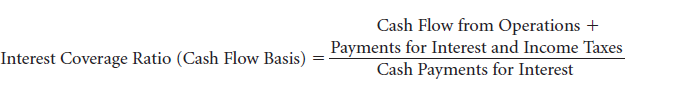 Cash Flow from Operations +
Interest Coverage Ratio (Cash Flow Basis) = Payments for Interest and Income Taxes
Cash Payments for Interest